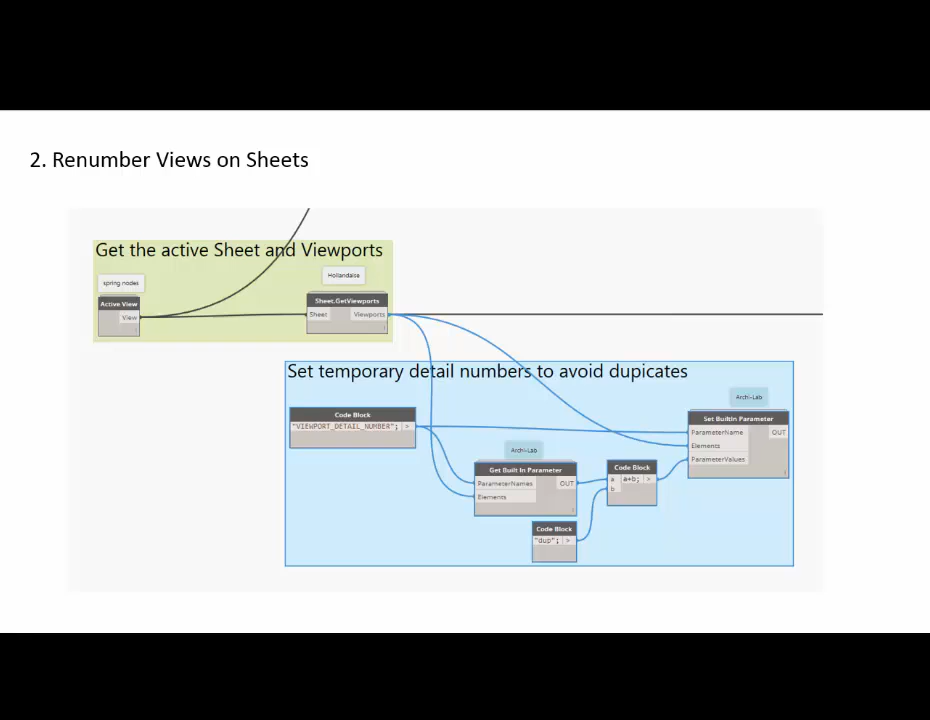 2. Renumber Views on Sheets
Get the active Sheet and Viewports
spring nodes
Hollandaise
Active View
View
Sheet.GetViewports
Sheet
Viewports
Set temporary detail numbers to avoid dupicates
Archi-Lab
Code Block
"VIEWPORT_DETAIL_NUMBER"; >
Set BuiltIn Parameter
ParameterName
OUT
Elements
ParameterValues
Archi-Lab
Get Built In Parameter
ParameterNames
OUT
Elements
Code Block
a
a+b; >
b
Code Block
"dup"; >